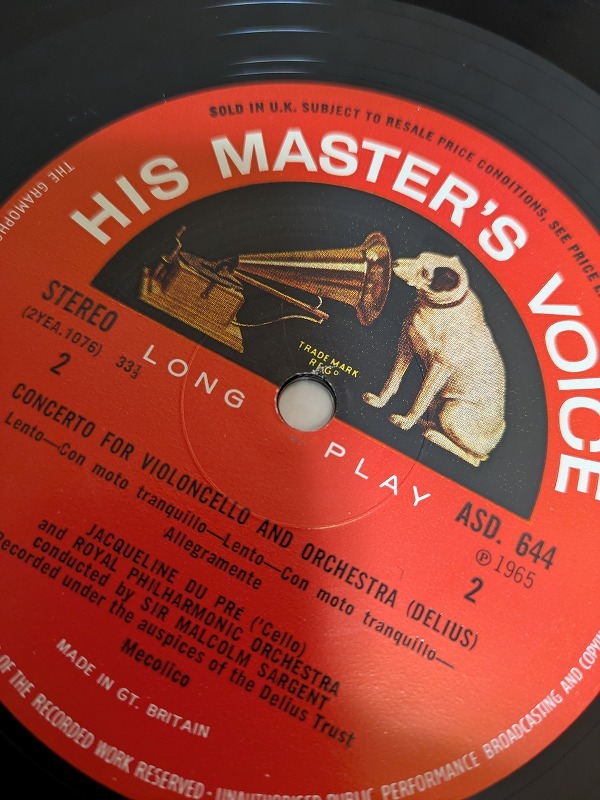 SOLD IN U.K. SUBJECT TO RESALE PRICE CONDITIONS, SEE PRICE
THE
HIS MASTER'S VOICE
TRADE MARK
REGD
STEREO
(2YEA.1076) 33⅓
2
LONG PLAY
ASD. 644
℗1965
2
CONCERTO FOR VIOLONCELLO AND ORCHESTRA (DELIUS)
Lento—Con moto tranquillo—Lento—Con moto tranquillo—
Allegramente
JACQUELINE DU PRÉ ('Cello)
and ROYAL PHILHARMONIC ORCHESTRA
conducted by SIR MALCOLM SARGENT
Recorded under the auspices of the Delius Trust
Mecolico
MADE IN GT. BRITAIN
OF THE RECORDED WORK RESERVED - UNAUTHORISED PUBLIC PERFORMANCE BROADCASTING AND